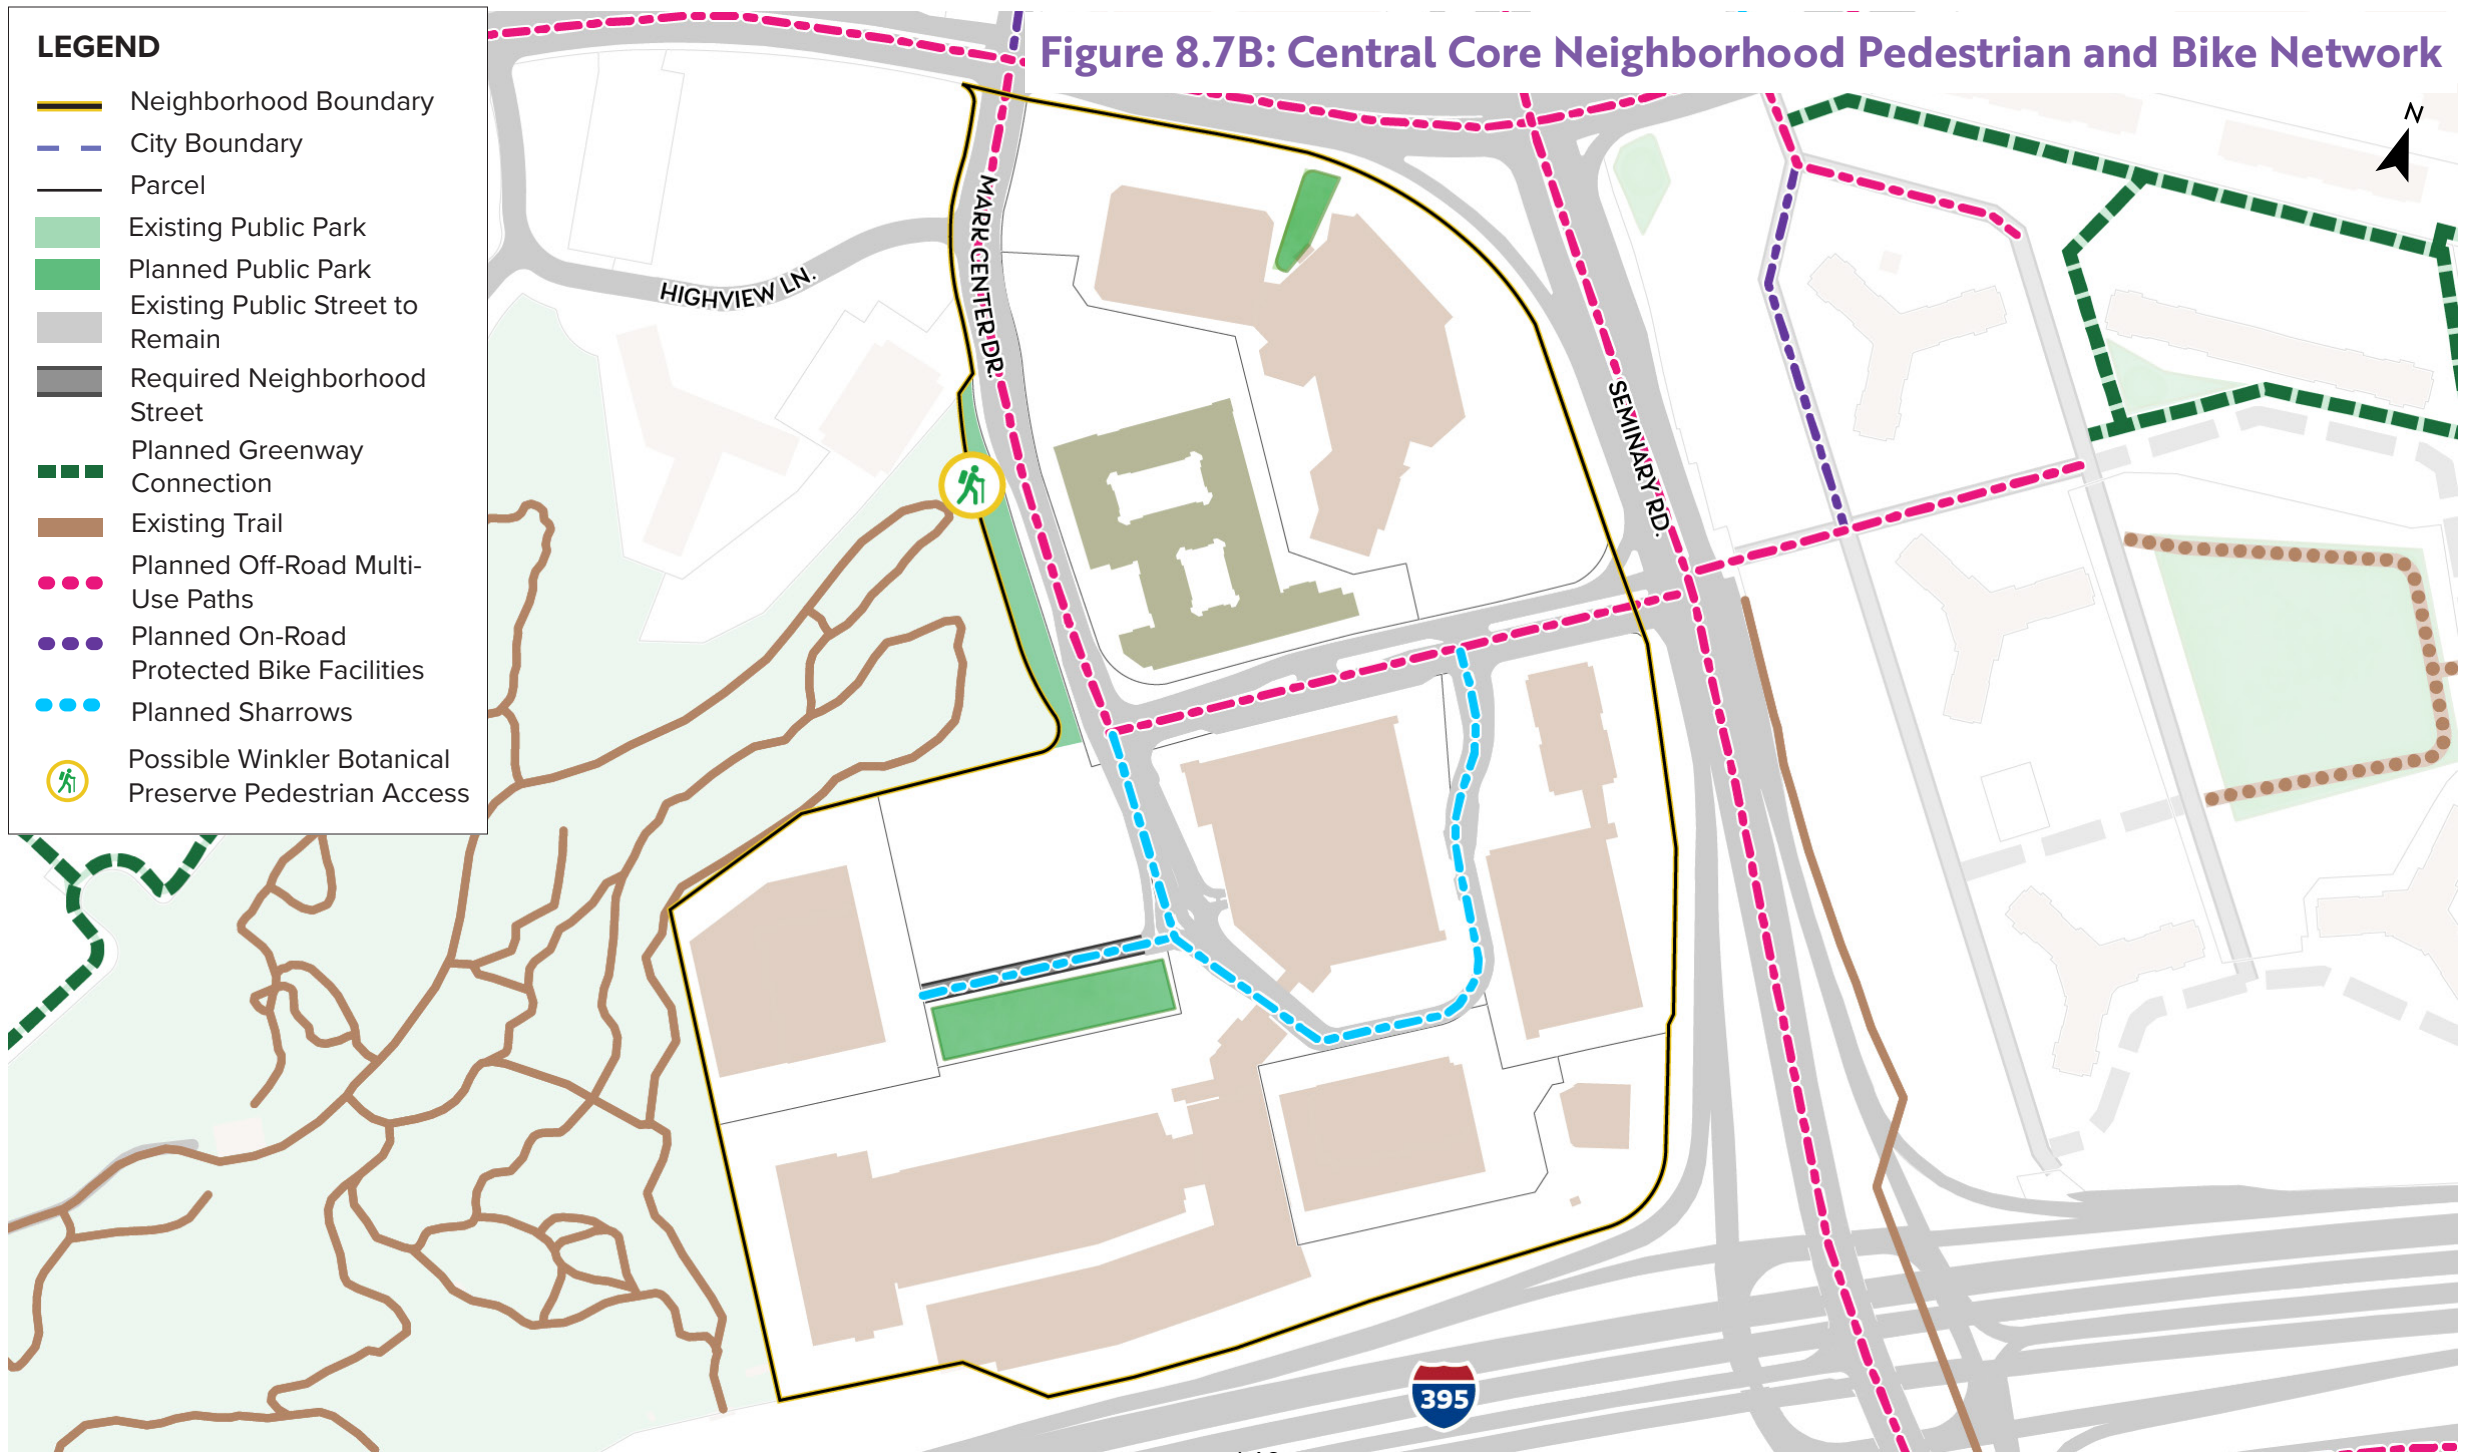 Figure 8.7B: Central Core Neighborhood Pedestrian and Bike Network
LEGEND
Neighborhood Boundary
City Boundary
Parcel
Existing Public Park
Planned Public Park
Existing Public Street to
Remain
Required Neighborhood
Street
Planned Greenway
Connection
Existing Trail
Planned Off-Road Multi-
Use Paths
Planned On-Road
Protected Bike Facilities
Planned Sharrows
Possible Winkler Botanical
Preserve Pedestrian Access
N
MARK CENTER DR.
HIGHVIEW LN.
SEMINARY RD.
395